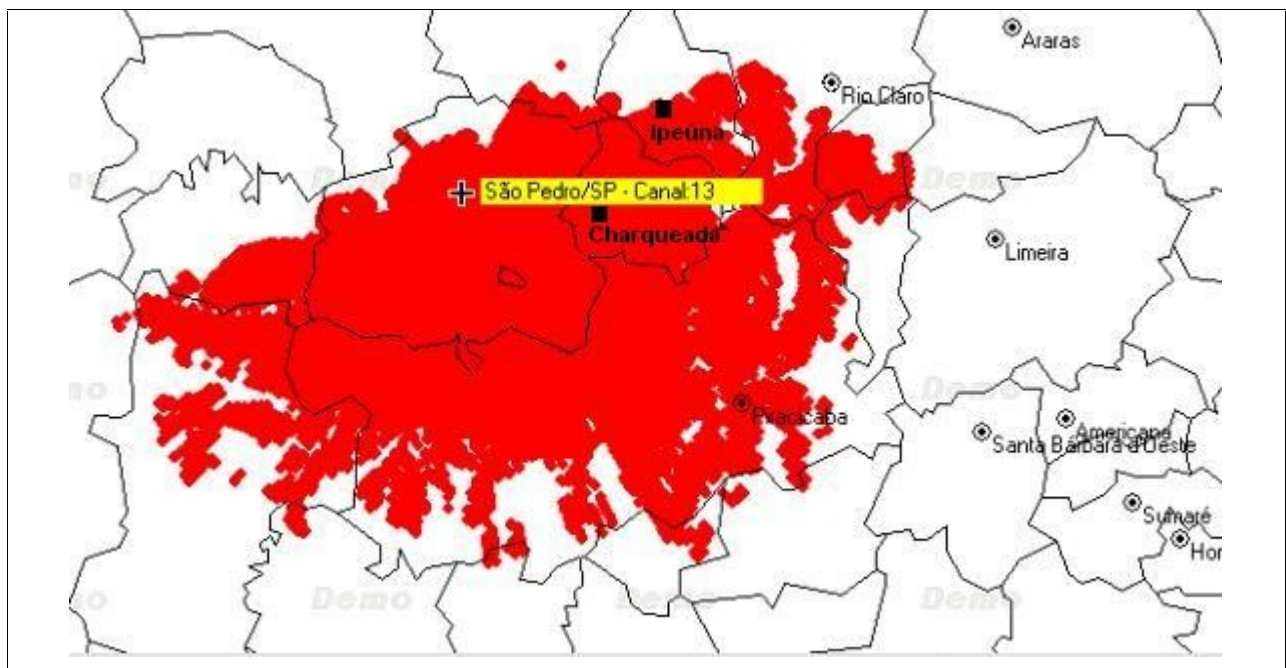 Araras
Rio Claro
Ipeúna
Demo
São Pedro/SP - Canal:13
Demo
Charqueada
Limeira
Demo
Piracicaba
Americana
Santa Bárbara d'Oeste
Sumaré
Hor
Demo
Demo
Demo